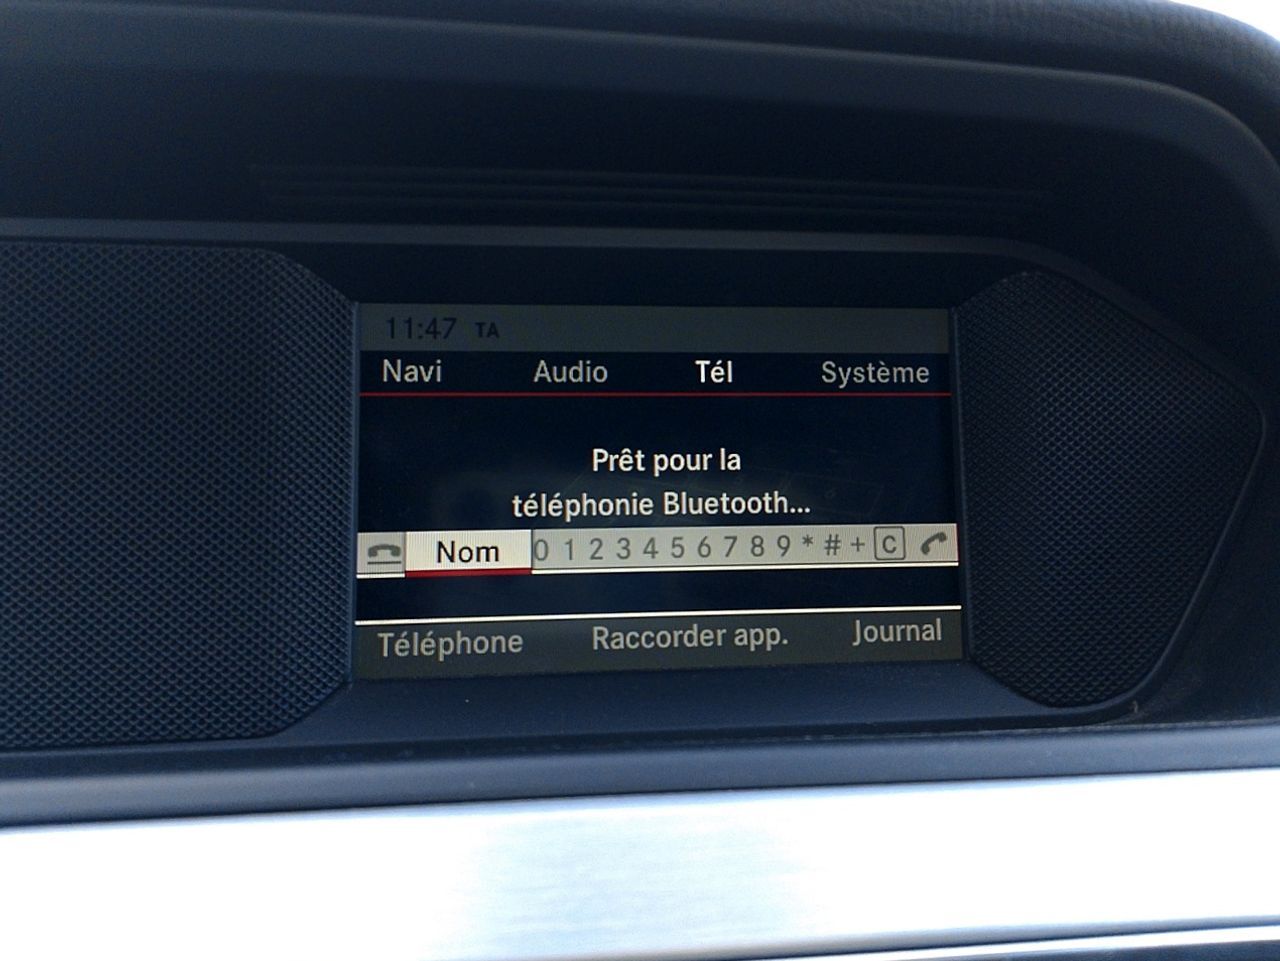 11:47 TA
Navi Audio Tél Système
Prêt pour la
téléphonie Bluetooth...
Nom 0 1 2 3 4 5 6 7 8 9 * # + C
Téléphone Raccorder app. Journal